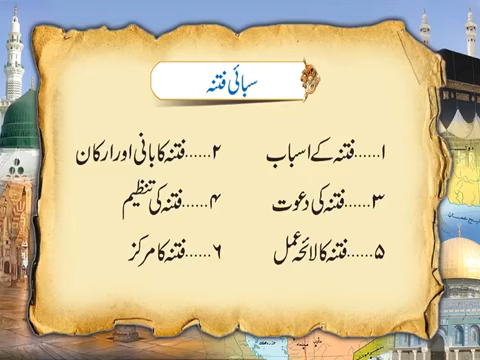 سبائی فتنہ
۱......فتنہ کے اسباب ۲......فتنہ کا بانی اور ارکان
۳......فتنہ کی دعوت ۴......فتنہ کی تنظیم
۵......فتنہ کا لائحہ عمل ۶......فتنہ کا مرکز